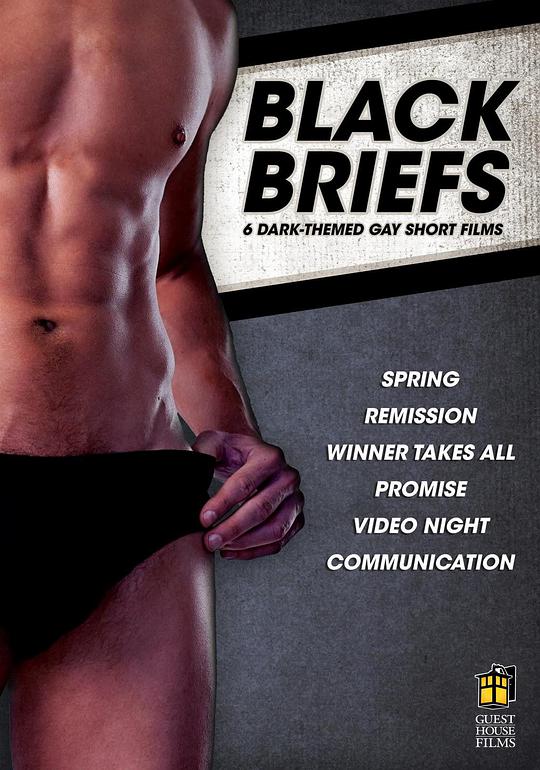 BLACK
BRIEFS
6 DARK-THEMED GAY SHORT FILMS
SPRING
REMISSION
WINNER TAKES ALL
PROMISE
VIDEO NIGHT
COMMUNICATION
GUEST
HOUSE
FILMS